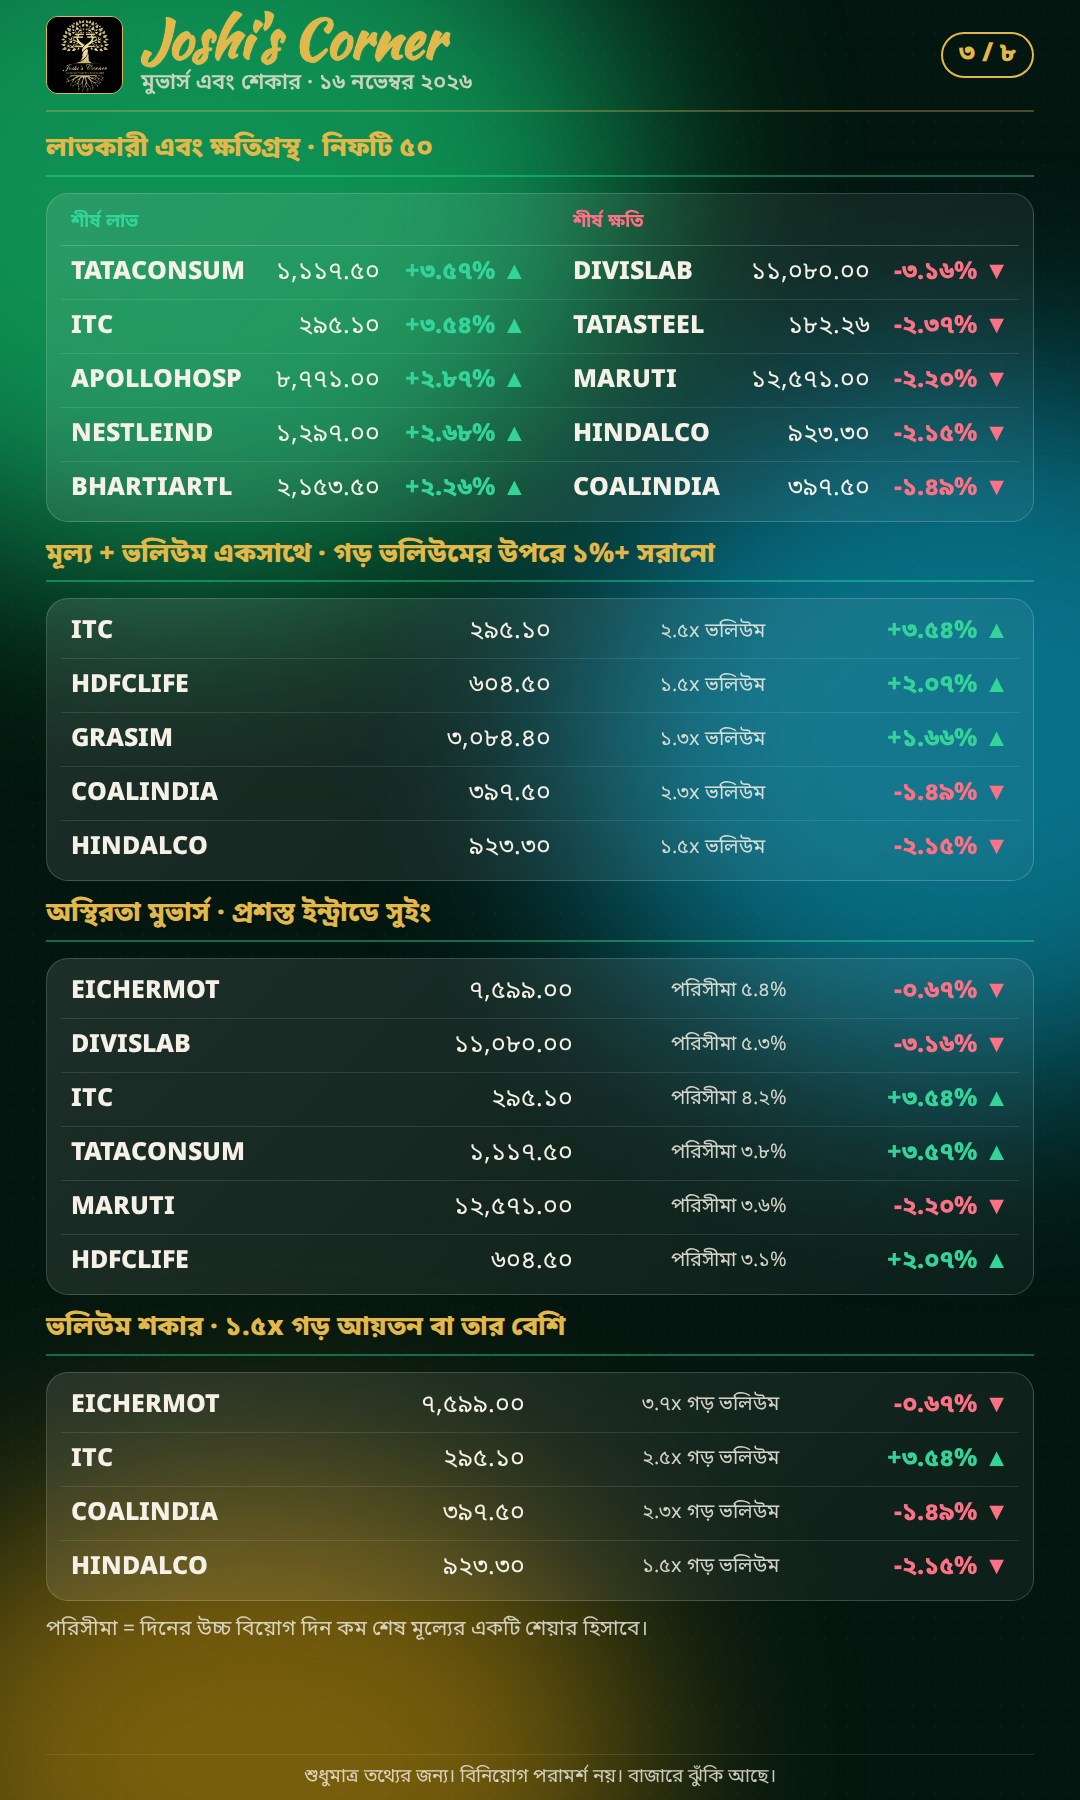 Joshi's Corner
মুভার্স এবং শেকার · ১৬ নভেম্বর ২০২৬
৩ / ৮
লাভকারী এবং ক্ষতিগ্রস্থ · নিফটি ৫০
শীর্ষ লাভ শীর্ষ ক্ষতি
TATACONSUM ১,১১৭.৫০ +৩.৫৭% ▲ DIVISLAB ১১,০৮০.০০ -৩.১৬% ▼
ITC ২৯৫.১০ +৩.৫৪% ▲ TATASTEEL ১৮২.২৬ -২.৩৭% ▼
APOLLOHOSP ৮,৭৭১.০০ +২.৮৭% ▲ MARUTI ১২,৫৭১.০০ -২.২০% ▼
NESTLEIND ১,২৯৭.০০ +২.৬৮% ▲ HINDALCO ৯২৩.৩০ -২.১৫% ▼
BHARTIARTL ২,১৫৩.৫০ +২.২৬% ▲ COALINDIA ৩৯৭.৫০ -১.৪৯% ▼
মূল্য + ভলিউম একসাথে · গড় ভলিউমের উপরে ১%+ সরানো
ITC ২৯৫.১০ ২.৫x ভলিউম +৩.৫৪% ▲
HDFCLIFE ৬০৪.৫০ ১.৫x ভলিউম +২.০৭% ▲
GRASIM ৩,০৮৪.৪০ ১.৩x ভলিউম +১.৬৬% ▲
COALINDIA ৩৯৭.৫০ ২.৩x ভলিউম -১.৪৯% ▼
HINDALCO ৯২৩.৩০ ১.৫x ভলিউম -২.১৫% ▼
অস্থিরতা মুভার্স · প্রশস্ত ইন্ট্রাডে সুইং
EICHERMOT ৭,৫৯৯.০০ পরিসীমা ৫.৪% -০.৬৭% ▼
DIVISLAB ১১,০৮০.০০ পরিসীমা ৫.৩% -৩.১৬% ▼
ITC ২৯৫.১০ পরিসীমা ৪.২% +৩.৫৪% ▲
TATACONSUM ১,১১৭.৫০ পরিসীমা ৩.৮% +৩.৫৭% ▲
MARUTI ১২,৫৭১.০০ পরিসীমা ৩.৬% -২.২০% ▼
HDFCLIFE ৬০৪.৫০ পরিসীমা ৩.১% +২.০৭% ▲
ভলিউম শকার · ১.৫x গড় আয়তন বা তার বেশি
EICHERMOT ৭,৫৯৯.০০ ৩.৭x গড় ভলিউম -০.৬৭% ▼
ITC ২৯৫.১০ ২.৫x গড় ভলিউম +৩.৫৪% ▲
COALINDIA ৩৯৭.৫০ ২.৩x গড় ভলিউম -১.৪৯% ▼
HINDALCO ৯২৩.৩০ ১.৫x গড় ভলিউম -২.১৫% ▼
পরিসীমা = দিনের উচ্চ বিয়োগ দিন কম শেষ মূল্যের একটি শেয়ার হিসাবে।
শুধুমাত্র তথ্যের জন্য। বিনিয়োগ পরামর্শ নয়। বাজারে ঝুঁকি আছে।